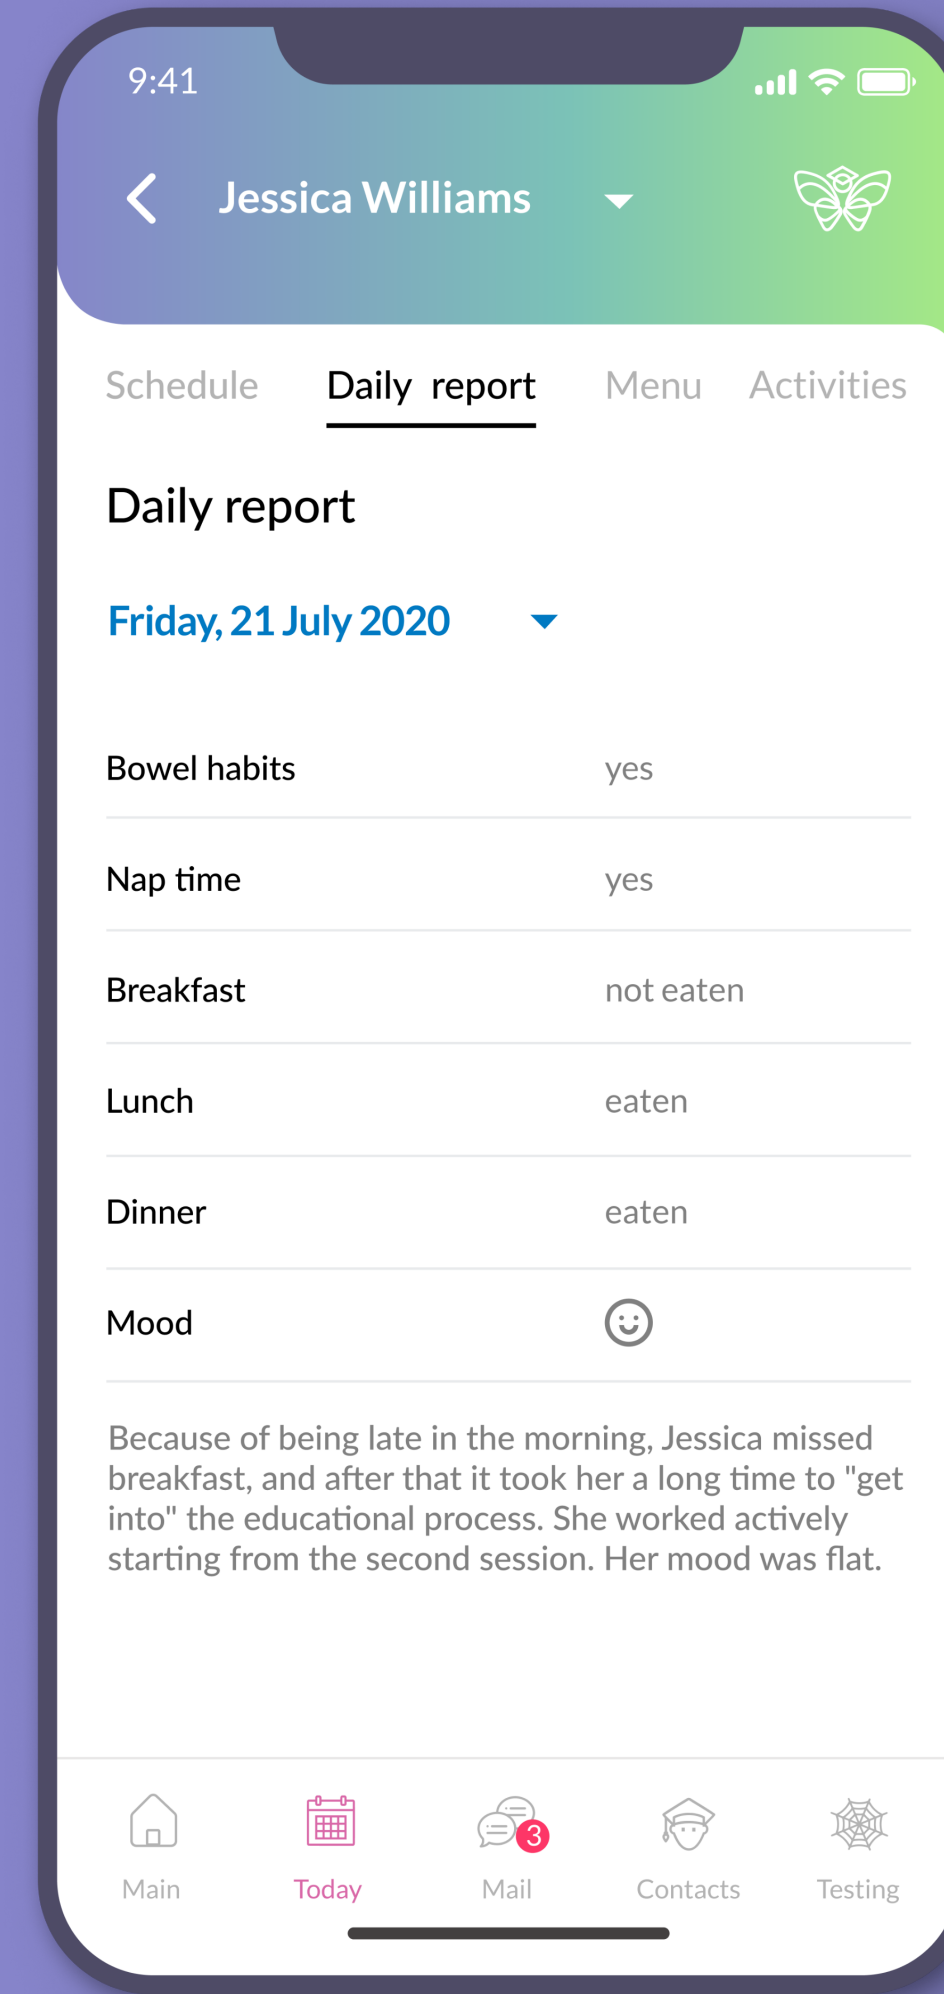 9:41
Jessica Williams
Schedule Daily report Menu Activities
Daily report
Friday, 21 July 2020
Bowel habits yes
Nap time yes
Breakfast not eaten
Lunch eaten
Dinner eaten
Mood
Because of being late in the morning, Jessica missed
breakfast, and after that it took her a long time to "get
into" the educational process. She worked actively
starting from the second session. Her mood was flat.
3
Main Today Mail Contacts Testing